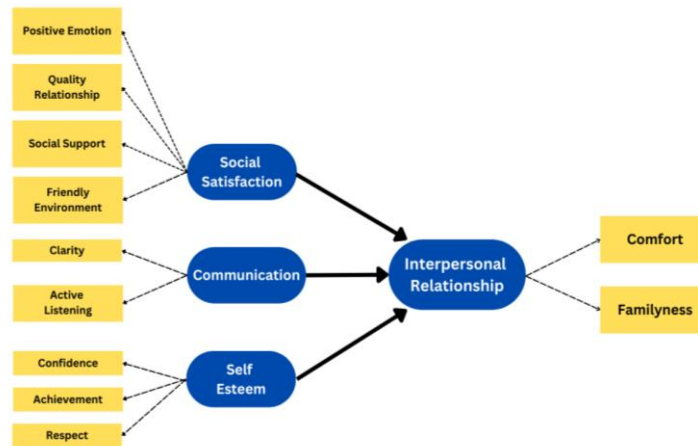 Positive Emotion
Quality
Relationship
Social Support
Friendly
Environment
Clarity
Active
Listening
Confidence
Achievement
Respect
Social
Satisfaction
Communication
Self
Esteem
Interpersonal
Relationship
Comfort
Familyness